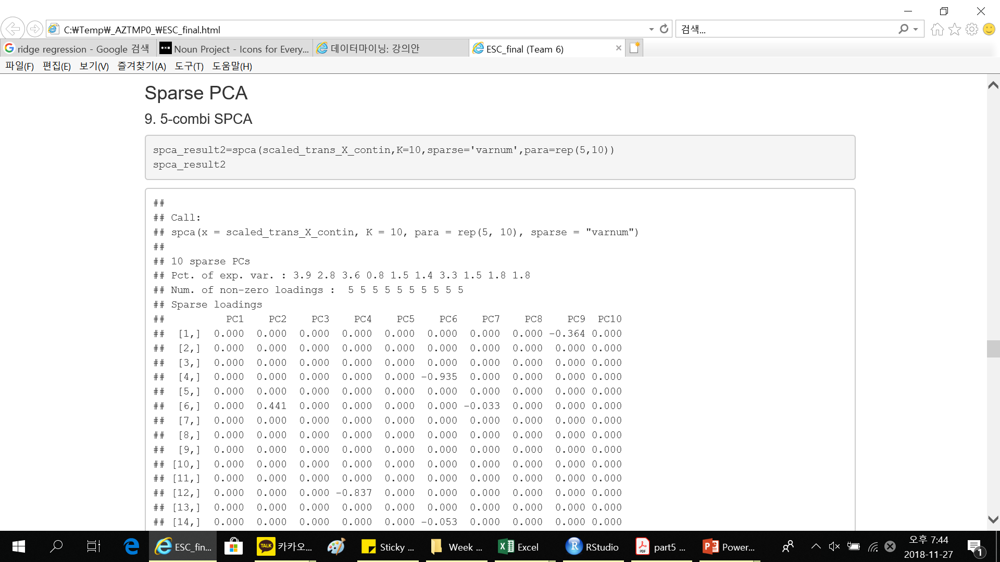 C:\Temp\_AZTMP0_\ESC_final.html
검색...
ridge regression - Google 검색
Noun Project - Icons for Every...
데이터마이닝: 강의안
ESC_final (Team 6)
파일(F) 편집(E) 보기(V) 즐겨찾기(A) 도구(T) 도움말(H)
Sparse PCA
9. 5-combi SPCA
spca_result2=spca(scaled_trans_X_contin,K=10,sparse='varnum',para=rep(5,10))
spca_result2
##
## Call:
## spca(x = scaled_trans_X_contin, K = 10, para = rep(5, 10), sparse = "varnum")
##
## 10 sparse PCs
## Pct. of exp. var. : 3.9 2.8 3.6 0.8 1.5 1.4 3.3 1.5 1.8 1.8
## Num. of non-zero loadings :  5 5 5 5 5 5 5 5 5 5
## Sparse loadings
##          PC1    PC2    PC3    PC4    PC5    PC6    PC7    PC8    PC9  PC10
##  [1,]  0.000  0.000  0.000  0.000  0.000  0.000  0.000  0.000 -0.364 0.000
##  [2,]  0.000  0.000  0.000  0.000  0.000  0.000  0.000  0.000  0.000 0.000
##  [3,]  0.000  0.000  0.000  0.000  0.000  0.000  0.000  0.000  0.000 0.000
##  [4,]  0.000  0.000  0.000  0.000  0.000 -0.935  0.000  0.000  0.000 0.000
##  [5,]  0.000  0.000  0.000  0.000  0.000  0.000  0.000  0.000  0.000 0.000
##  [6,]  0.000  0.441  0.000  0.000  0.000  0.000 -0.033  0.000  0.000 0.000
##  [7,]  0.000  0.000  0.000  0.000  0.000  0.000  0.000  0.000  0.000 0.000
##  [8,]  0.000  0.000  0.000  0.000  0.000  0.000  0.000  0.000  0.000 0.000
##  [9,]  0.000  0.000  0.000  0.000  0.000  0.000  0.000  0.000  0.000 0.000
## [10,]  0.000  0.000  0.000  0.000  0.000  0.000  0.000  0.000  0.000 0.000
## [11,]  0.000  0.000  0.000  0.000  0.000  0.000  0.000  0.000  0.000 0.000
## [12,]  0.000  0.000  0.000 -0.837  0.000  0.000  0.000  0.000  0.000 0.000
## [13,]  0.000  0.000  0.000  0.000  0.000  0.000  0.000  0.000  0.000 0.000
## [14,]  0.000  0.000  0.000  0.000  0.000 -0.053  0.000  0.000  0.000 0.000
ESC_fin...
TALK 카카오...
Sticky ...
Week ...
Excel
RStudio
PDF part5 ...
Power...
오후 7:44
2018-11-27
1